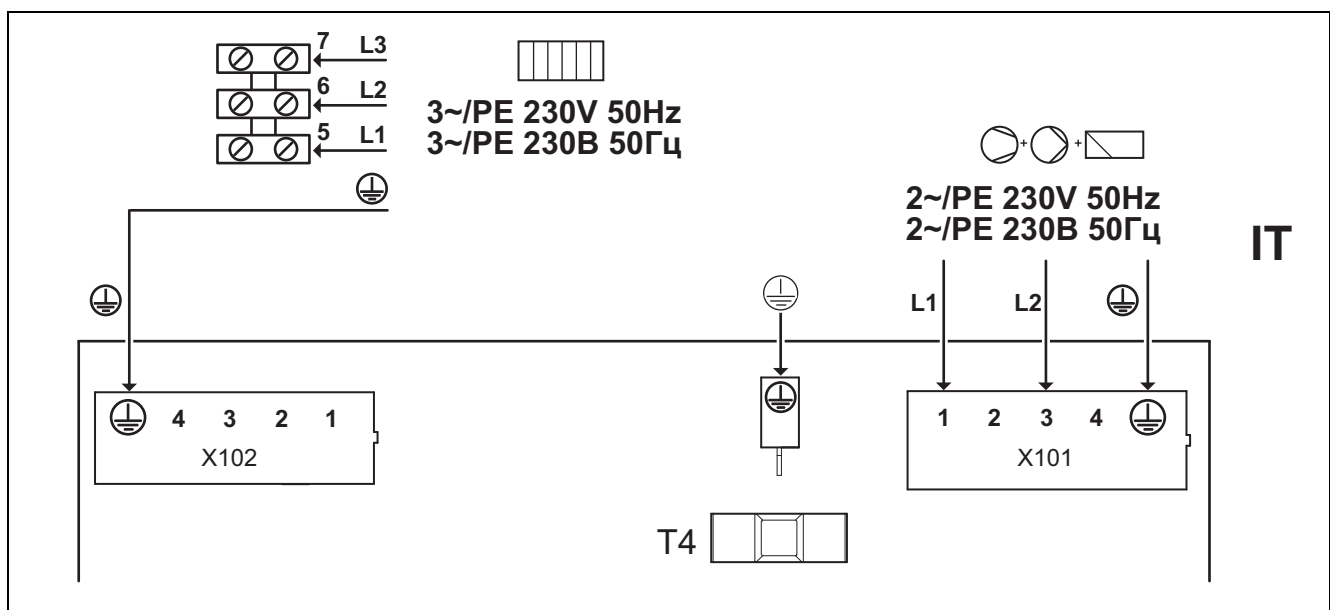 7 L3
6 L2
5 L1
3~/PE 230V 50Hz
3~/PE 230В 50Гц
+ +
2~/PE 230V 50Hz
2~/PE 230В 50Гц
IT
L1 L2
4 3 2 1
X102
1 2 3 4
X101
T4